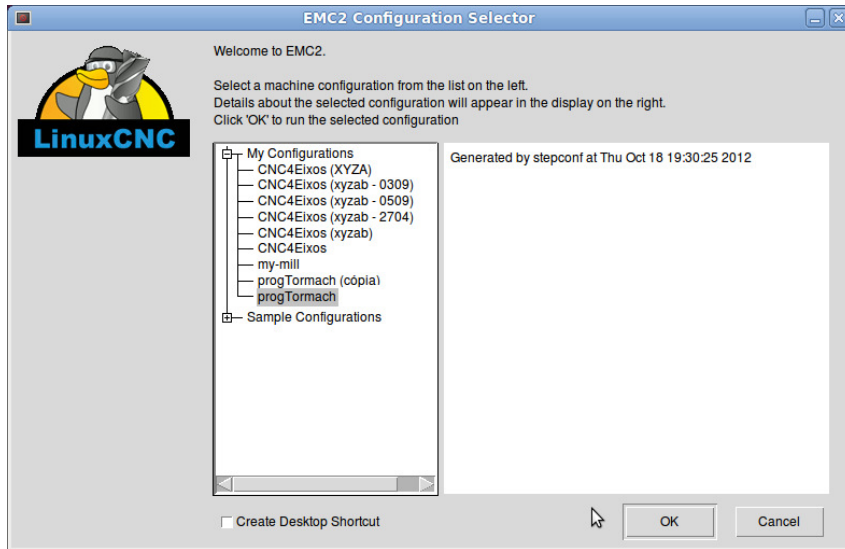 EMC2 Configuration Selector
LinuxCNC
Welcome to EMC2.
Select a machine configuration from the list on the left.
Details about the selected configuration will appear in the display on the right.
Click 'OK' to run the selected configuration
My Configurations
CNC4Eixos (XYZA)
CNC4Eixos (xyzab - 0309)
CNC4Eixos (xyzab - 0509)
CNC4Eixos (xyzab - 2704)
CNC4Eixos (xyzab)
CNC4Eixos
my-mill
progTormach (cópia)
progTormach
Sample Configurations
Generated by stepconf at Thu Oct 18 19:30:25 2012
Create Desktop Shortcut
OK
Cancel